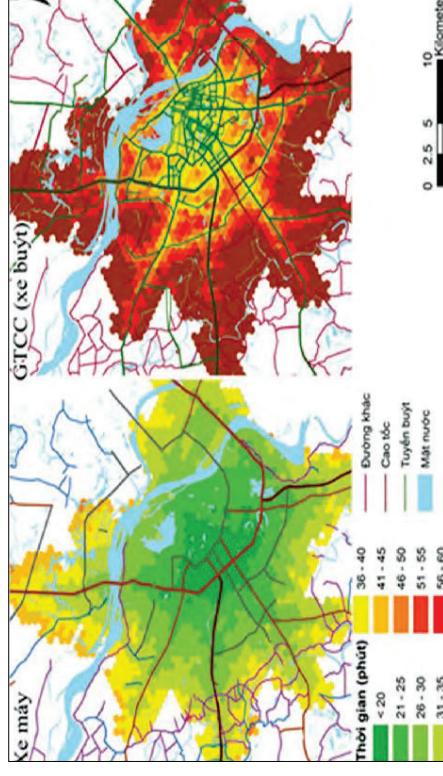 Xe máy
GTCC (xe buýt)
Thời gian (phút)
< 20
21 - 25
26 - 30
31 - 35
36 - 40
41 - 45
46 - 50
51 - 55
56 - 60
Đường khác
Cao tốc
Tuyến buýt
Mặt nước
0 2.5 5 10
Kilomete